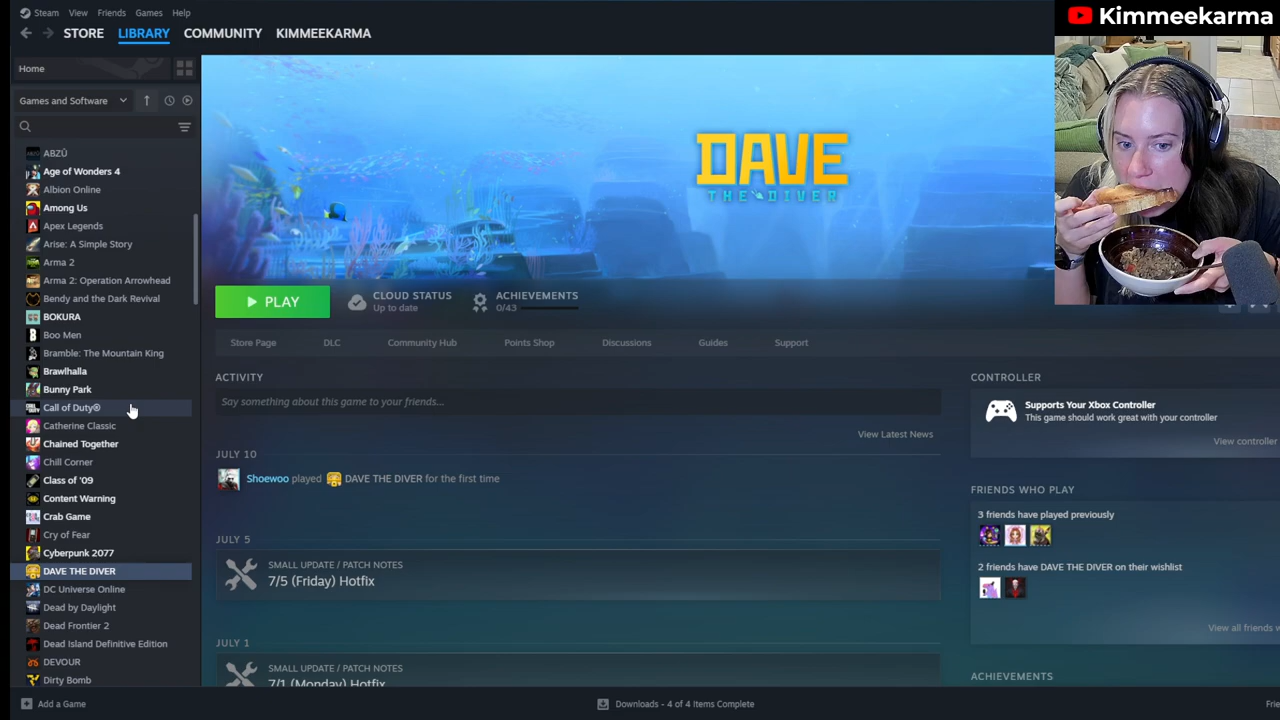 Steam View Friends Games Help
Kimmeekarma
STORE LIBRARY COMMUNITY KIMMEEKARMA
Home
Games and Software
ABZÛ
Age of Wonders 4
Albion Online
Among Us
Apex Legends
Arise: A Simple Story
Arma 2
Arma 2: Operation Arrowhead
Bendy and the Dark Revival
BOKURA
Boo Men
Bramble: The Mountain King
Brawlhalla
Bunny Park
Call of Duty®
Catherine Classic
Chained Together
Chill Corner
Class of '09
Content Warning
Crab Game
Cry of Fear
Cyberpunk 2077
DAVE THE DIVER
DC Universe Online
Dead by Daylight
Dead Frontier 2
Dead Island Definitive Edition
DEVOUR
Dirty Bomb
DAVE
THE DIVER
PLAY
CLOUD STATUS
Up to date
ACHIEVEMENTS
0/43
Store Page DLC Community Hub Points Shop Discussions Guides Support
ACTIVITY
Say something about this game to your friends...
View Latest News
JULY 10
Shoewoo played DAVE THE DIVER for the first time
JULY 5
SMALL UPDATE / PATCH NOTES
7/5 (Friday) Hotfix
JULY 1
SMALL UPDATE / PATCH NOTES
7/1 (Monday) Hotfix
CONTROLLER
Supports Your Xbox Controller
This game should work great with your controller
View controller
FRIENDS WHO PLAY
3 friends have played previously
2 friends have DAVE THE DIVER on their wishlist
View all friends w
ACHIEVEMENTS
Add a Game
Downloads - 4 of 4 Items Complete
Frie